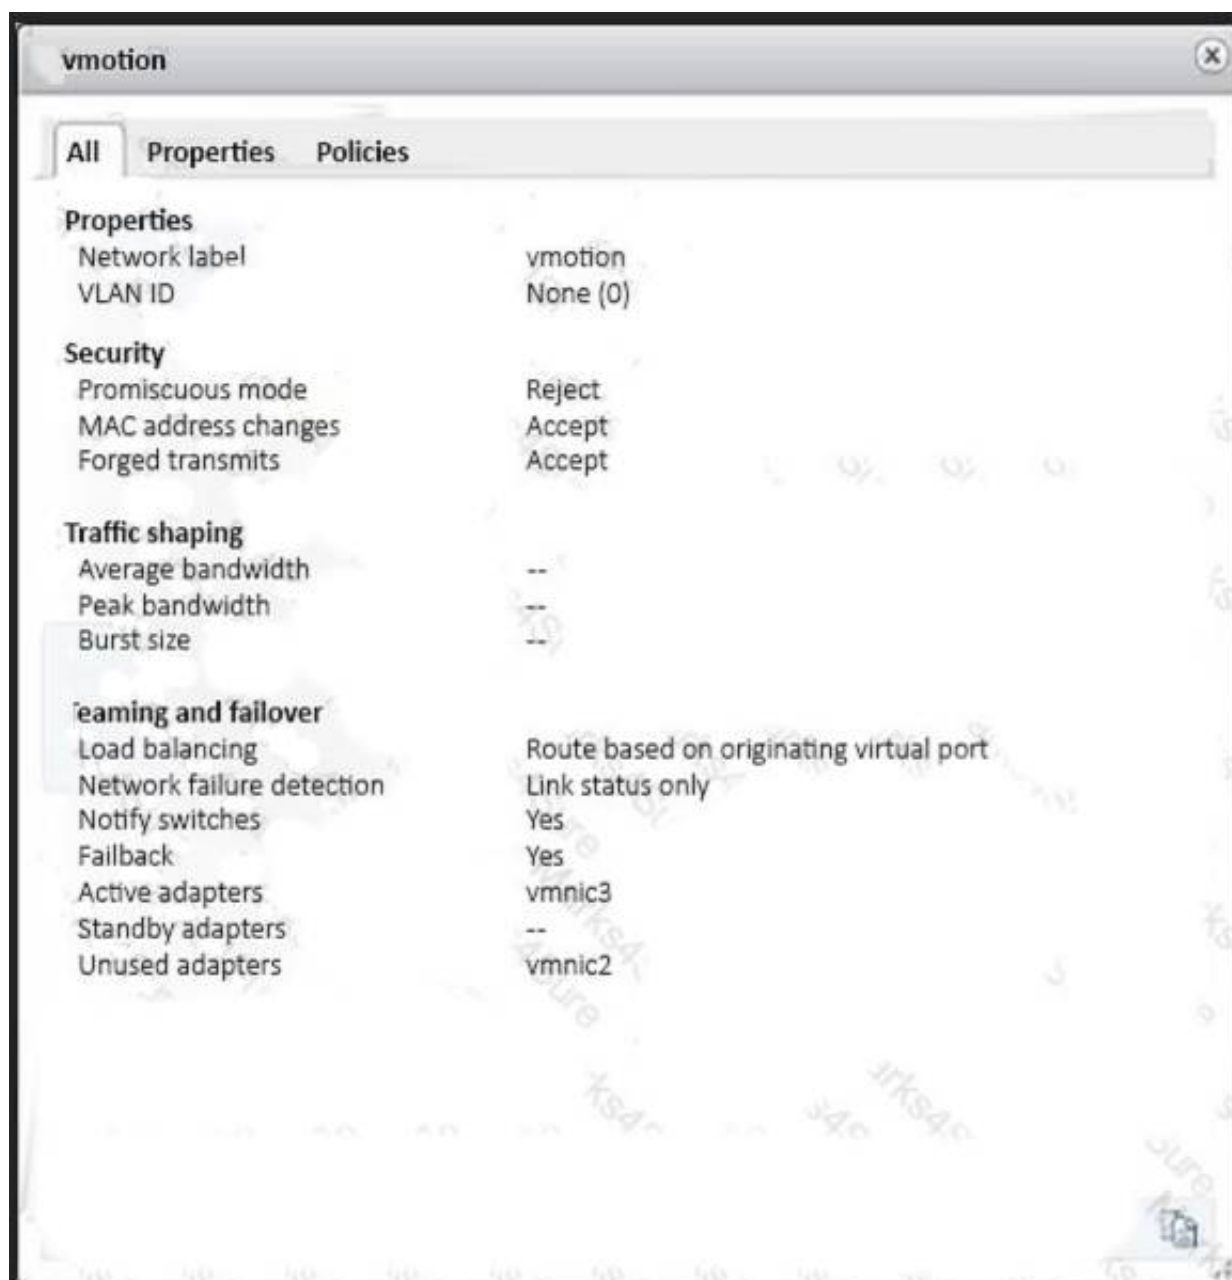 vmotion
All Properties Policies
Properties
Network label vmotion
VLAN ID None (0)
Security
Promiscuous mode Reject
MAC address changes Accept
Forged transmits Accept
Traffic shaping
Average bandwidth --
Peak bandwidth --
Burst size --
eaming and failover
Load balancing Route based on originating virtual port
Network failure detection Link status only
Notify switches Yes
Failback Yes
Active adapters vmnic3
Standby adapters --
Unused adapters vmnic2